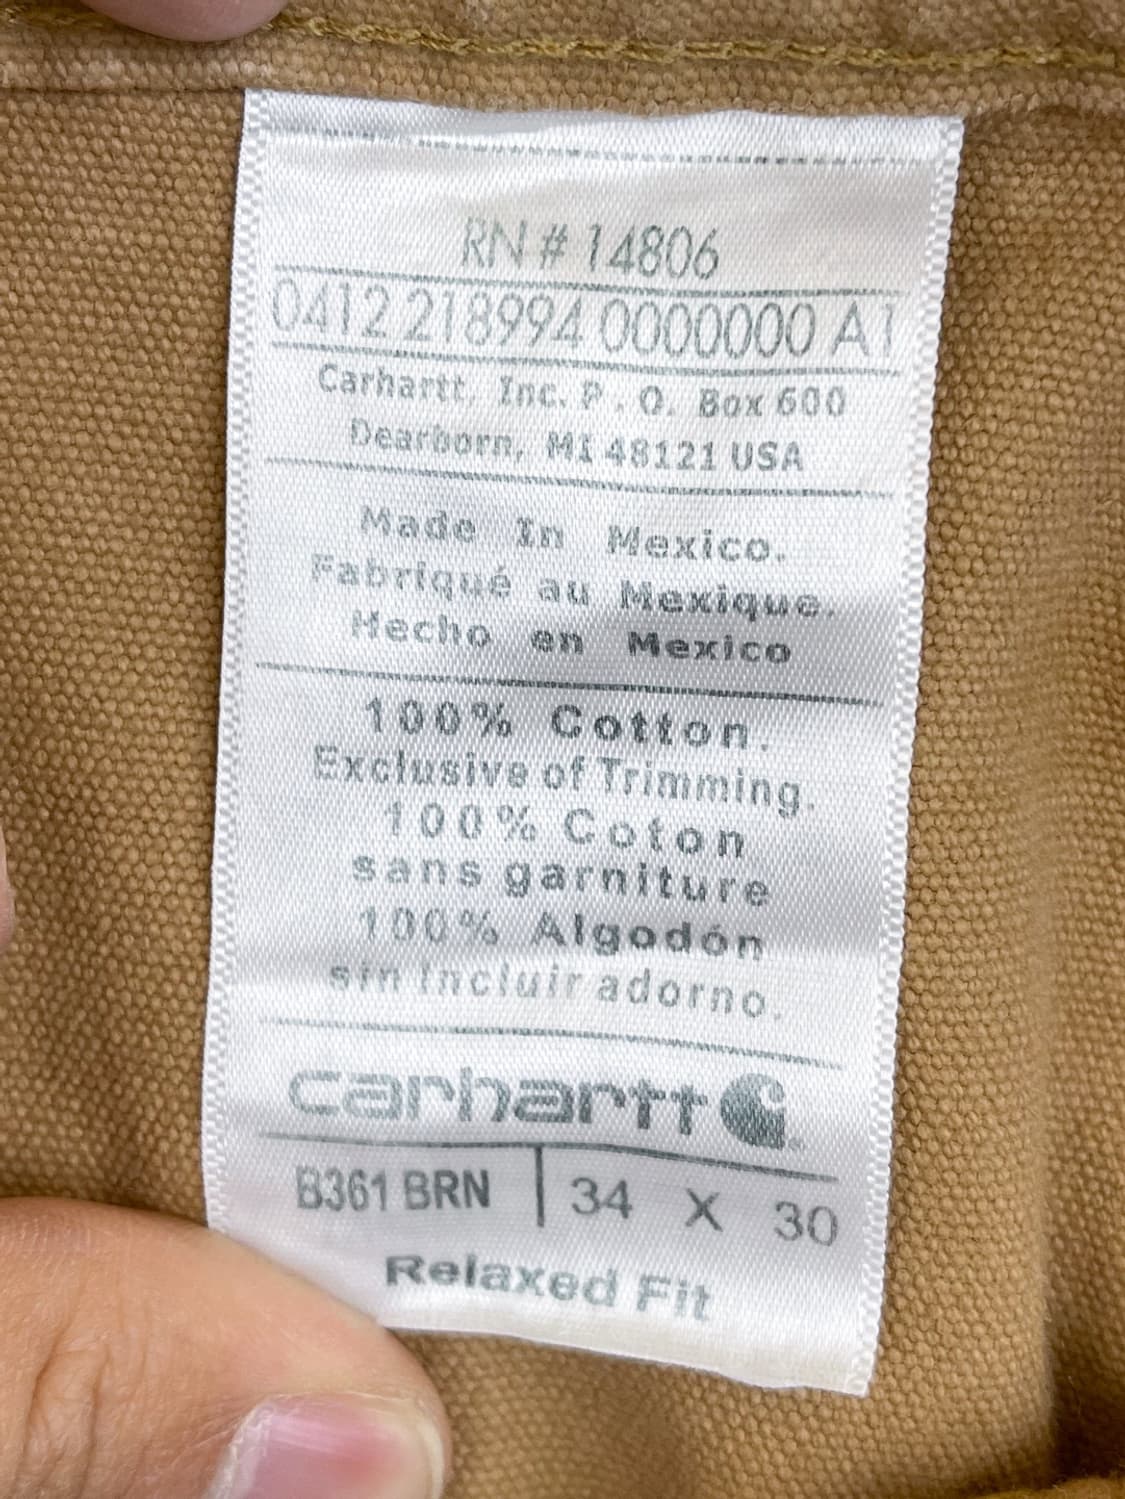 RN # 14806
0412 218994 0000000 A1
Carhartt, Inc. P. O. Box 600
Dearborn, MI 48121 USA
Made In Mexico.
Fabriqué au Mexique.
Hecho en Mexico
100% Cotton.
Exclusive of Trimming.
100% Coton
sans garniture
100% Algodón
sin incluir adorno.
carhartt
B361 BRN | 34 X 30
Relaxed Fit